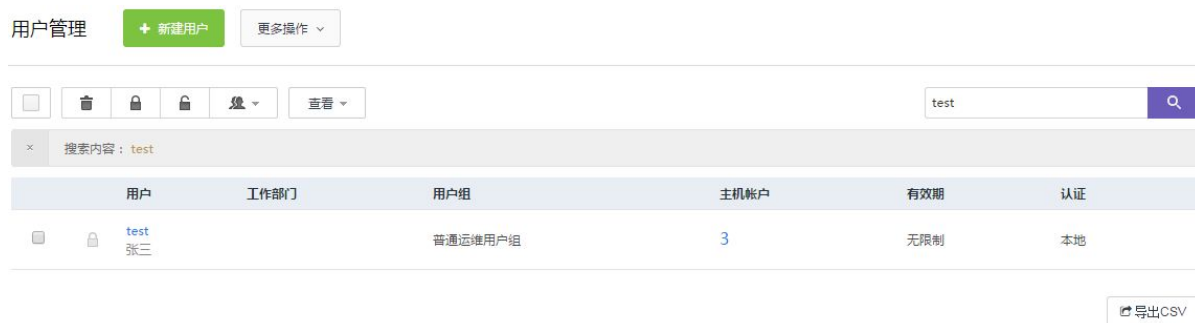 用户管理 新建用户 更多操作
查看 test
搜索内容： test
用户 工作部门 用户组 主机帐户 有效期 认证
test 普通运维用户组 3 无限制 本地
张三
导出CSV